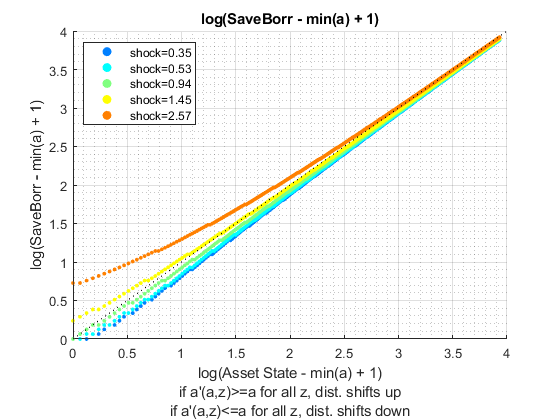 log(SaveBorr - min(a) + 1)
log(SaveBorr - min(a) + 1)
4
3.5
3
2.5
2
1.5
1
0.5
0
shock=0.35
shock=0.53
shock=0.94
shock=1.45
shock=2.57
0 0.5 1 1.5 2 2.5 3 3.5 4
log(Asset State - min(a) + 1)
if a'(a,z)>=a for all z, dist. shifts up
if a'(a,z)<=a for all z, dist. shifts down